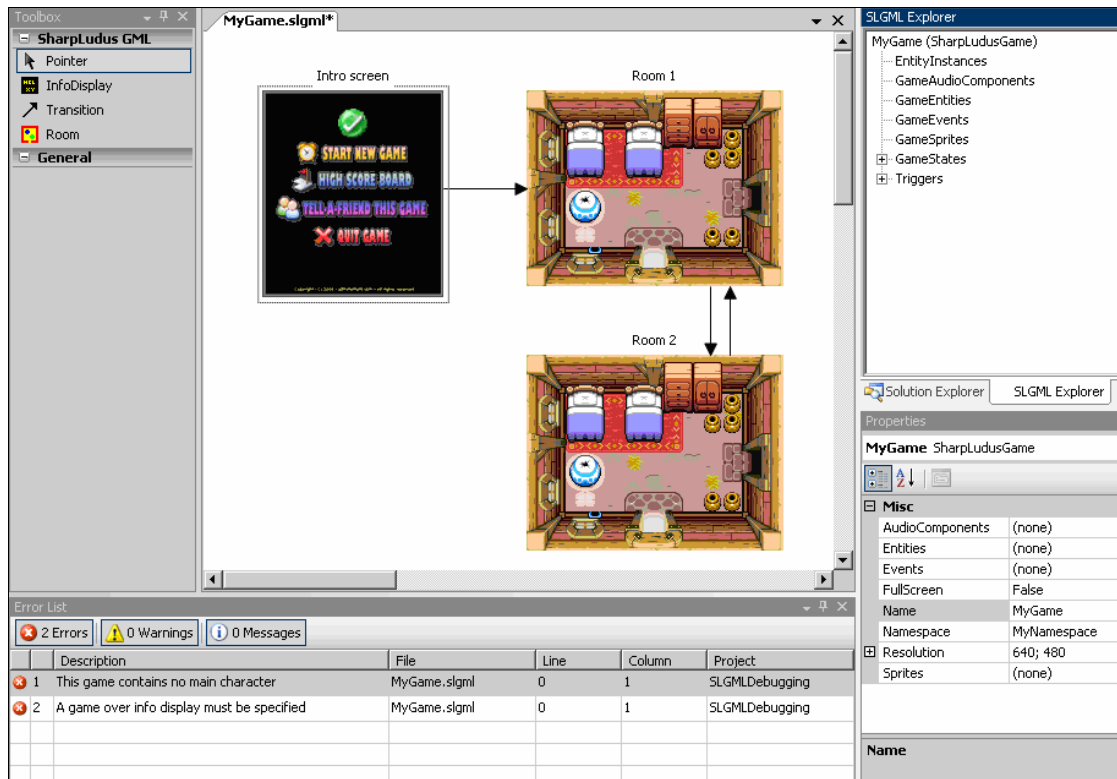 Toolbox
SharpLudus GML
Pointer
InfoDisplay
Transition
Room
General
MyGame.slgml*
Intro screen
START NEW GAME
HIGH SCORE BOARD
TELL-A-FRIEND THIS GAME
QUIT GAME
Room 1
Room 2
SLGML Explorer
MyGame (SharpLudusGame)
EntityInstances
GameAudioComponents
GameEntities
GameEvents
GameSprites
GameStates
Triggers
Solution Explorer
SLGML Explorer
Properties
MyGame SharpLudusGame
Misc
AudioComponents (none)
Entities (none)
Events (none)
FullScreen False
Name MyGame
Namespace MyNamespace
Resolution 640; 480
Sprites (none)
Name
Error List
2 Errors 0 Warnings 0 Messages
Description File Line Column Project
1 This game contains no main character MyGame.slgml 0 1 SLGMLDebugging
2 A game over info display must be specified MyGame.slgml 0 1 SLGMLDebugging